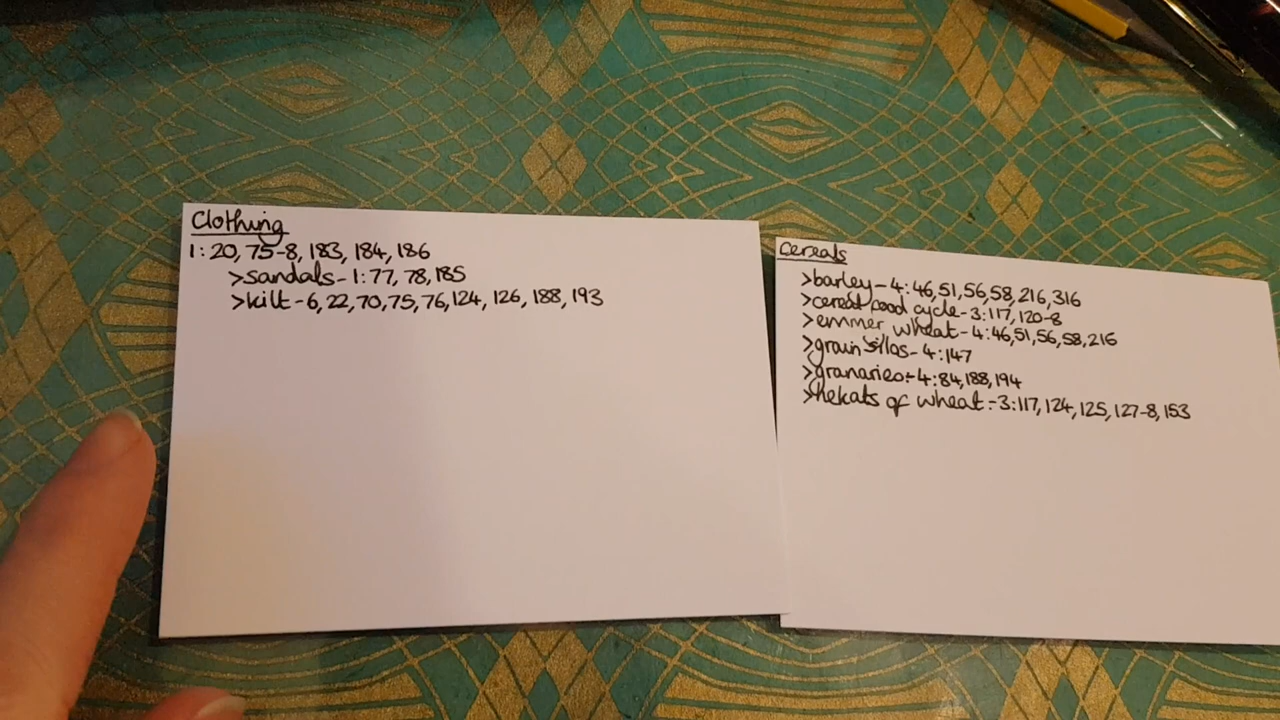 Clothing
1:20, 75-8, 183, 184, 186
>sandals-1:77, 78, 185
>kilt-6, 22, 70, 75, 76, 124, 126, 188, 193
Cereals
>barley-4:46, 51, 56, 58, 216, 316
>cereal food cycle-3:117, 120-8
>emmer wheat-4:46, 51, 56, 58, 216
>grain silos-4:147
>granaries-4:84, 188, 194
>hekats of wheat-3:117, 124, 125, 127-8, 153